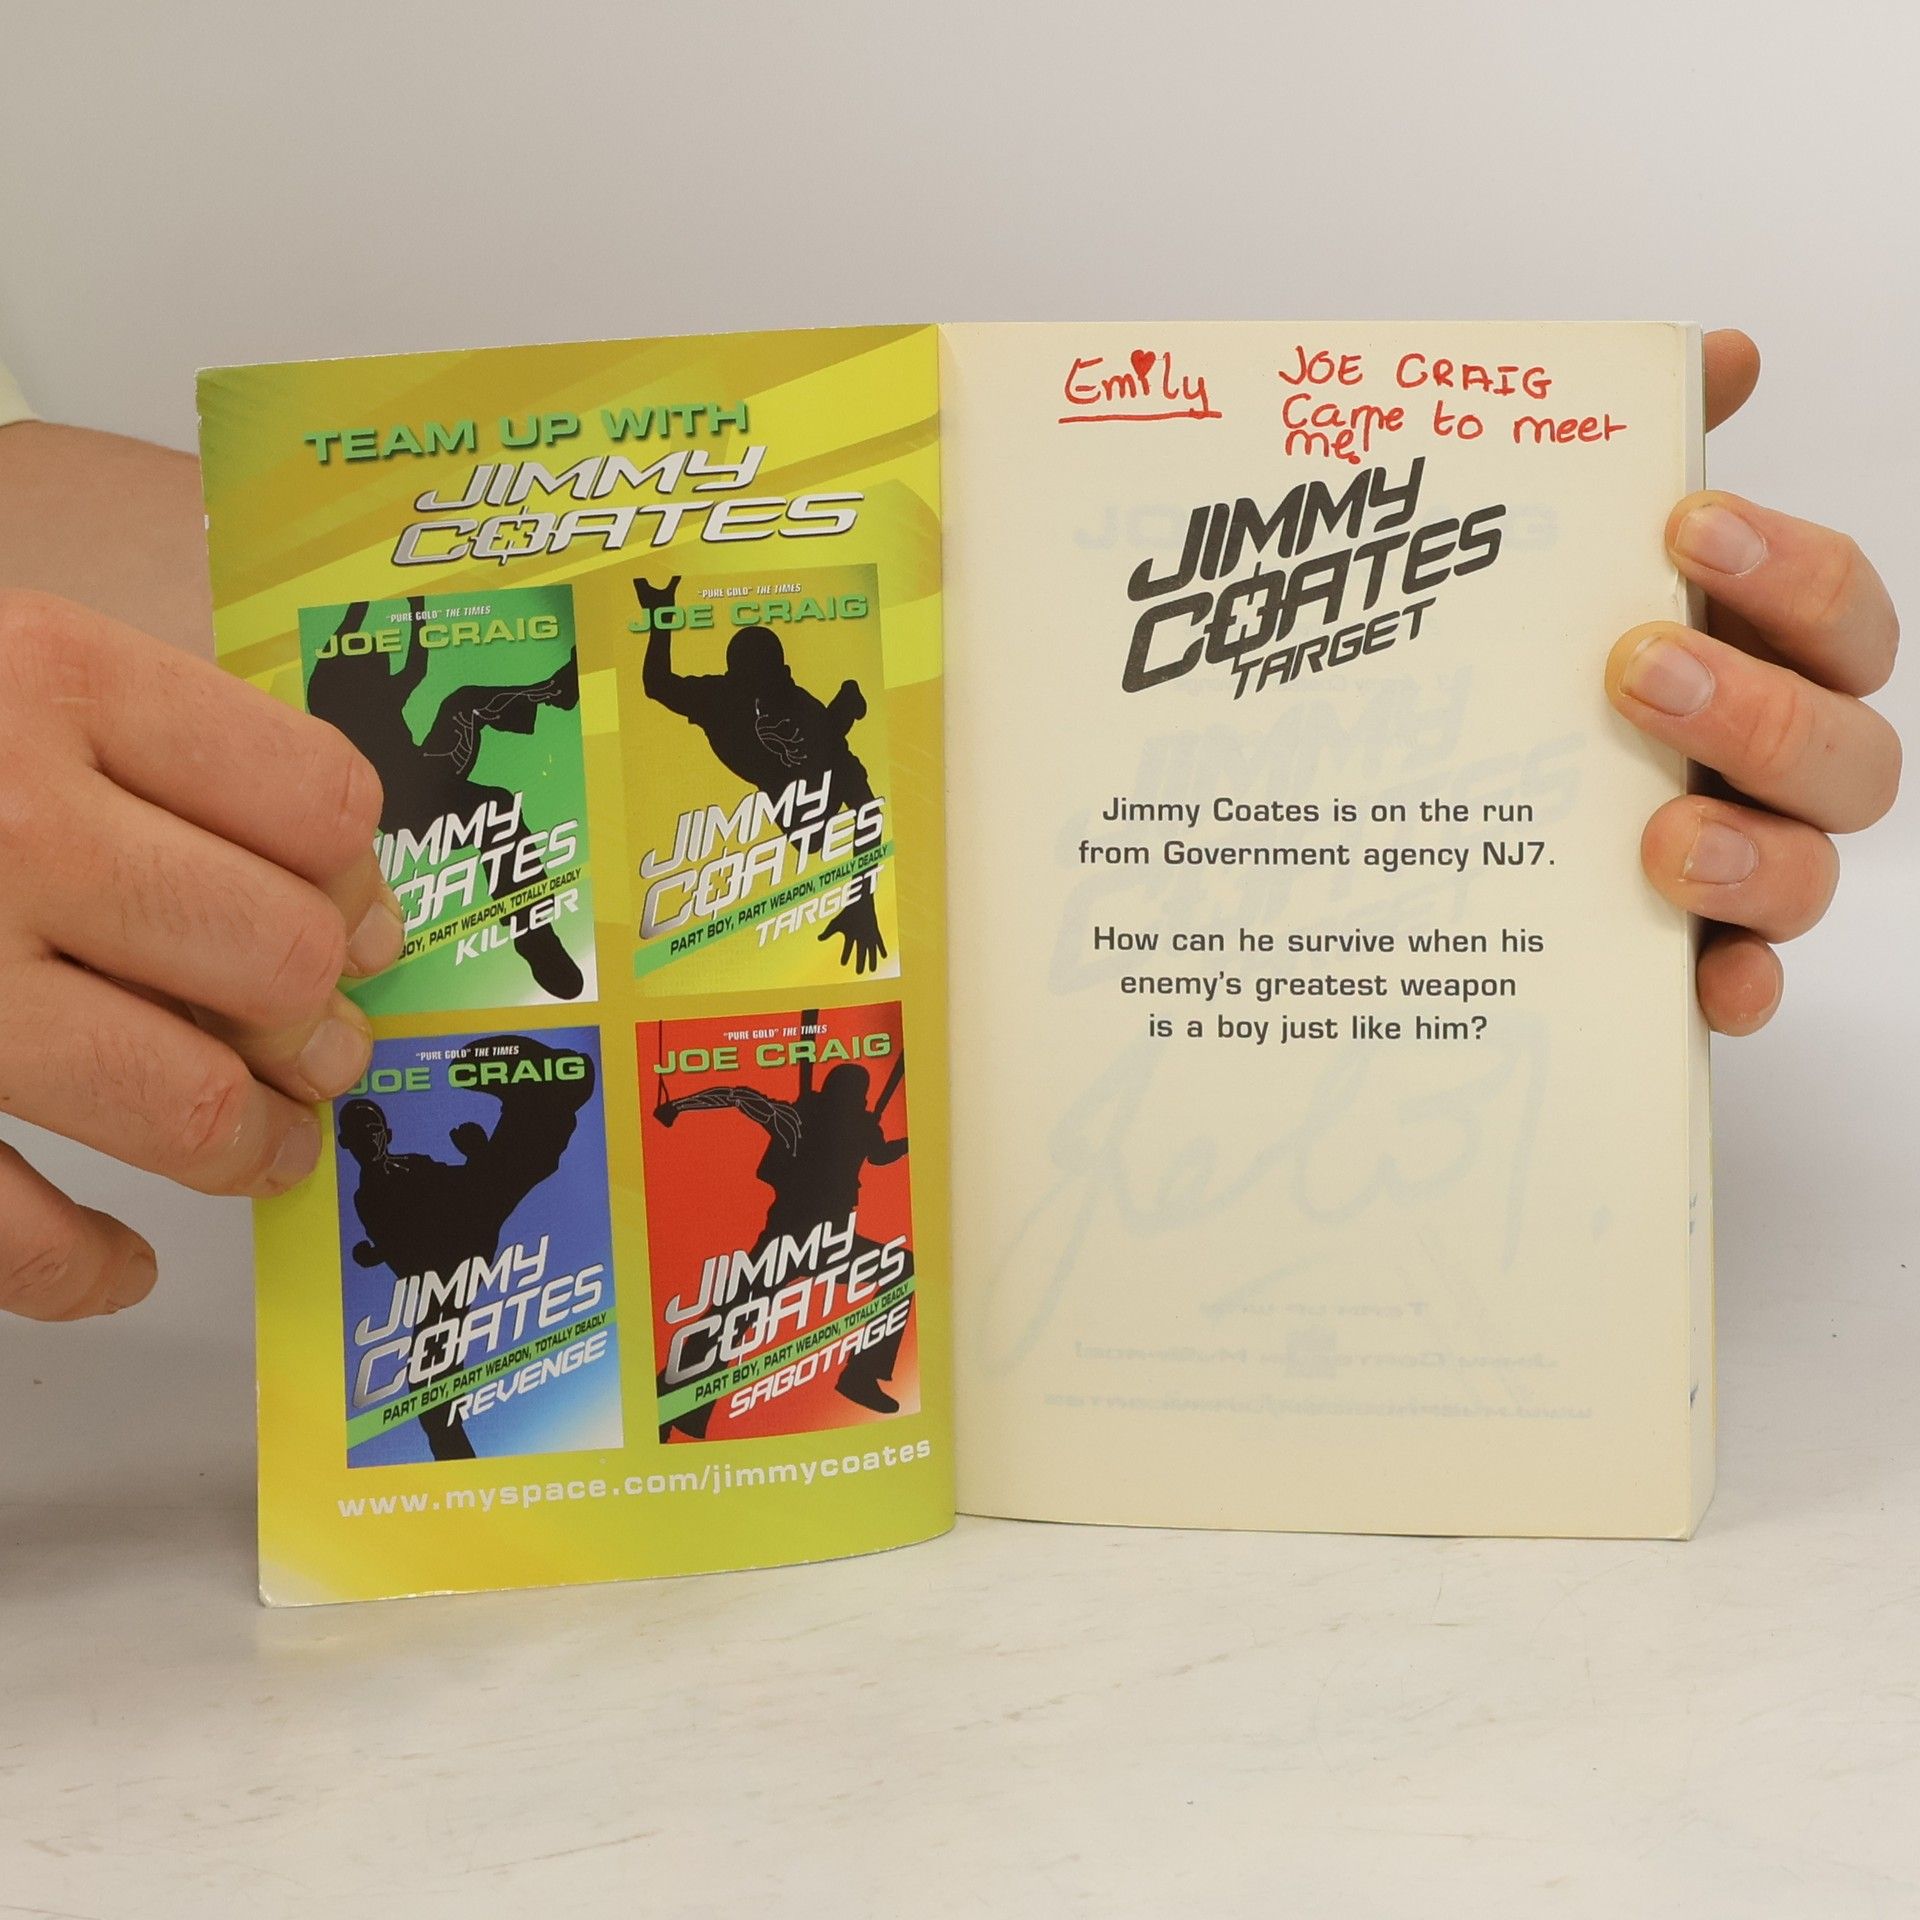 TEAM UP WITH
JIMMY
COATES
"PURE GOLD" THE TIMES
JOE CRAIG
JIMMY
COATES
BOY, PART WEAPON, TOTALLY DEADLY
KILLER
"PURE GOLD" THE TIMES
JOE CRAIG
JIMMY
COATES
PART BOY, PART WEAPON, TOTALLY DEADLY
TARGET
"PURE GOLD" THE TIMES
JOE CRAIG
JIMMY
COATES
PART BOY, PART WEAPON, TOTALLY DEADLY
REVENGE
"PURE GOLD" THE TIMES
JOE CRAIG
JIMMY
COATES
PART BOY, PART WEAPON, TOTALLY DEADLY
SABOTAGE
www.myspace.com/jimmycoates
Emily
JOE CRAIG
Came to meet
me!
JIMMY
COATES
TARGET
Jimmy Coates is on the run
from Government agency NJ7.
How can he survive when his
enemy's greatest weapon
is a boy just like him?